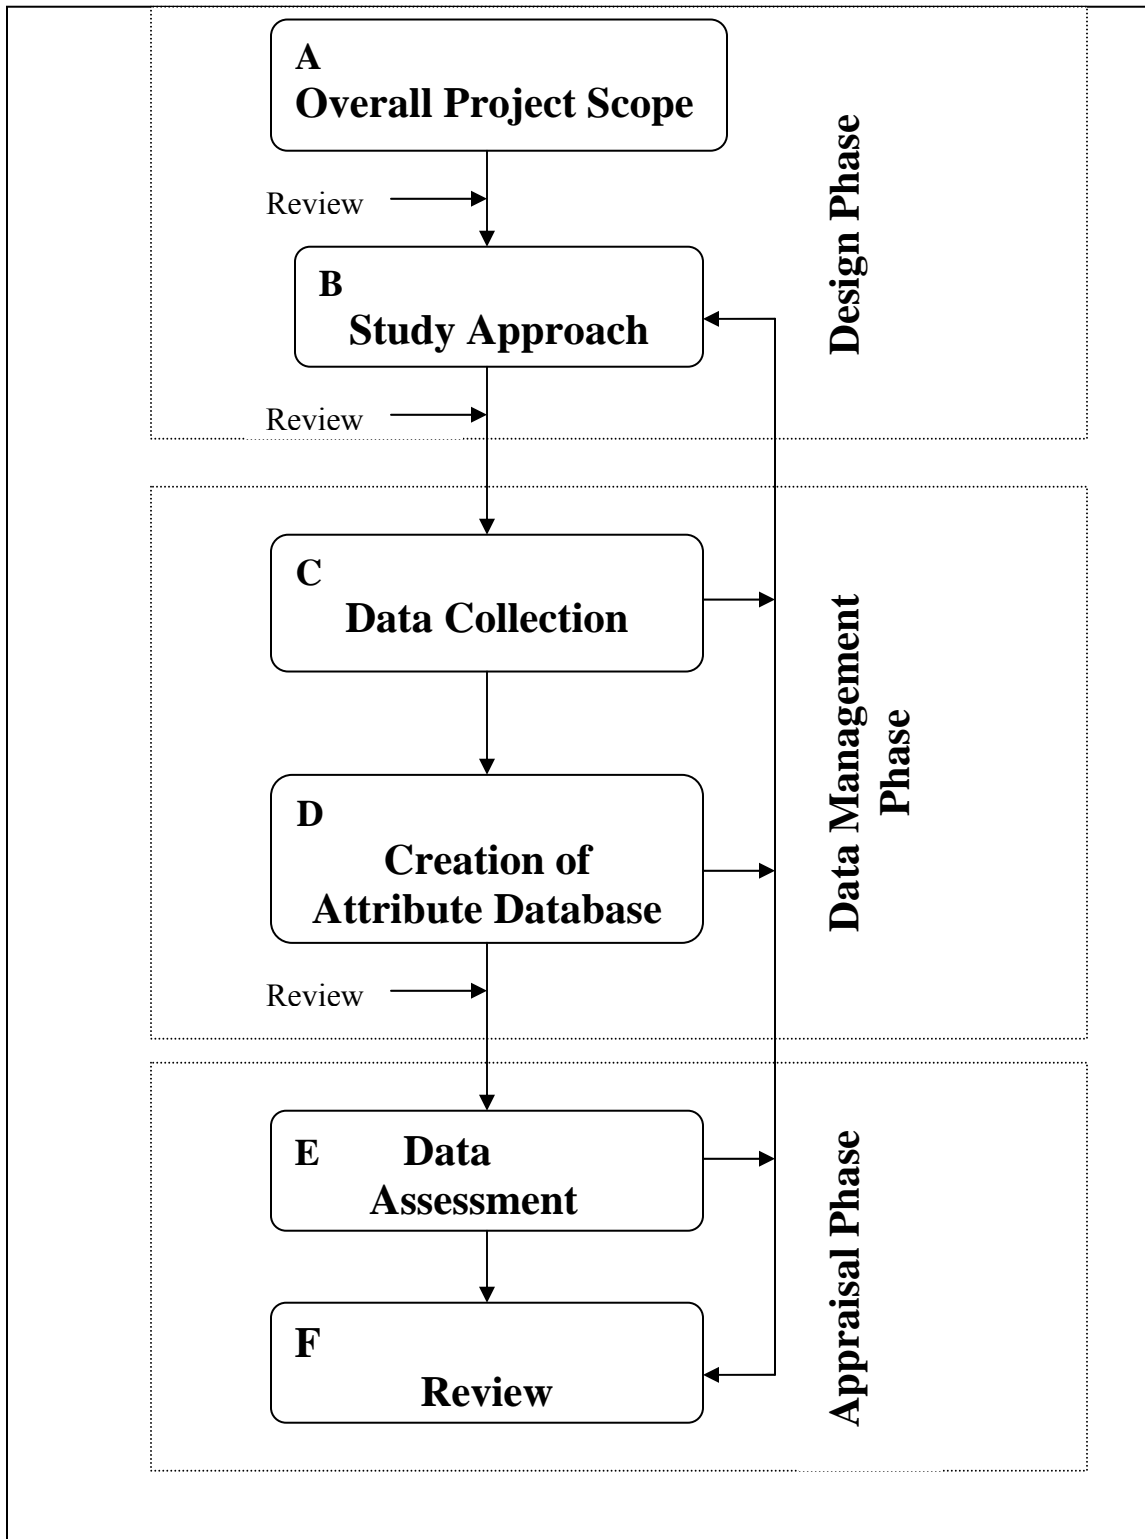 A
Overall Project Scope
Review
B
Study Approach
Review
Design Phase
C
Data Collection
D
Creation of
Attribute Database
Review
Data Management
Phase
E Data
Assessment
F
Review
Appraisal Phase